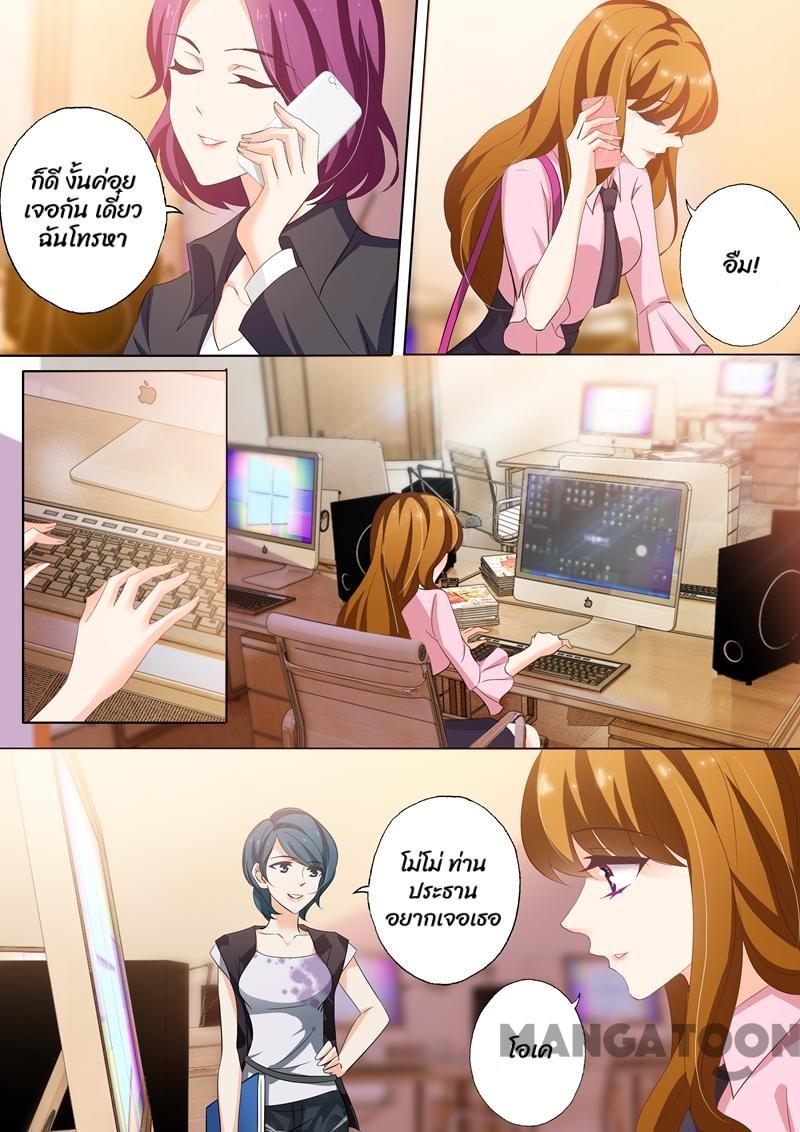 ก็ดี งั้นค่อย
เจอกัน เดี๋ยว
ฉันโทรหา
อืม!
โม่โม่ ท่าน
ประธาน
อยากเจอเธอ
โอเค
MANGATOON